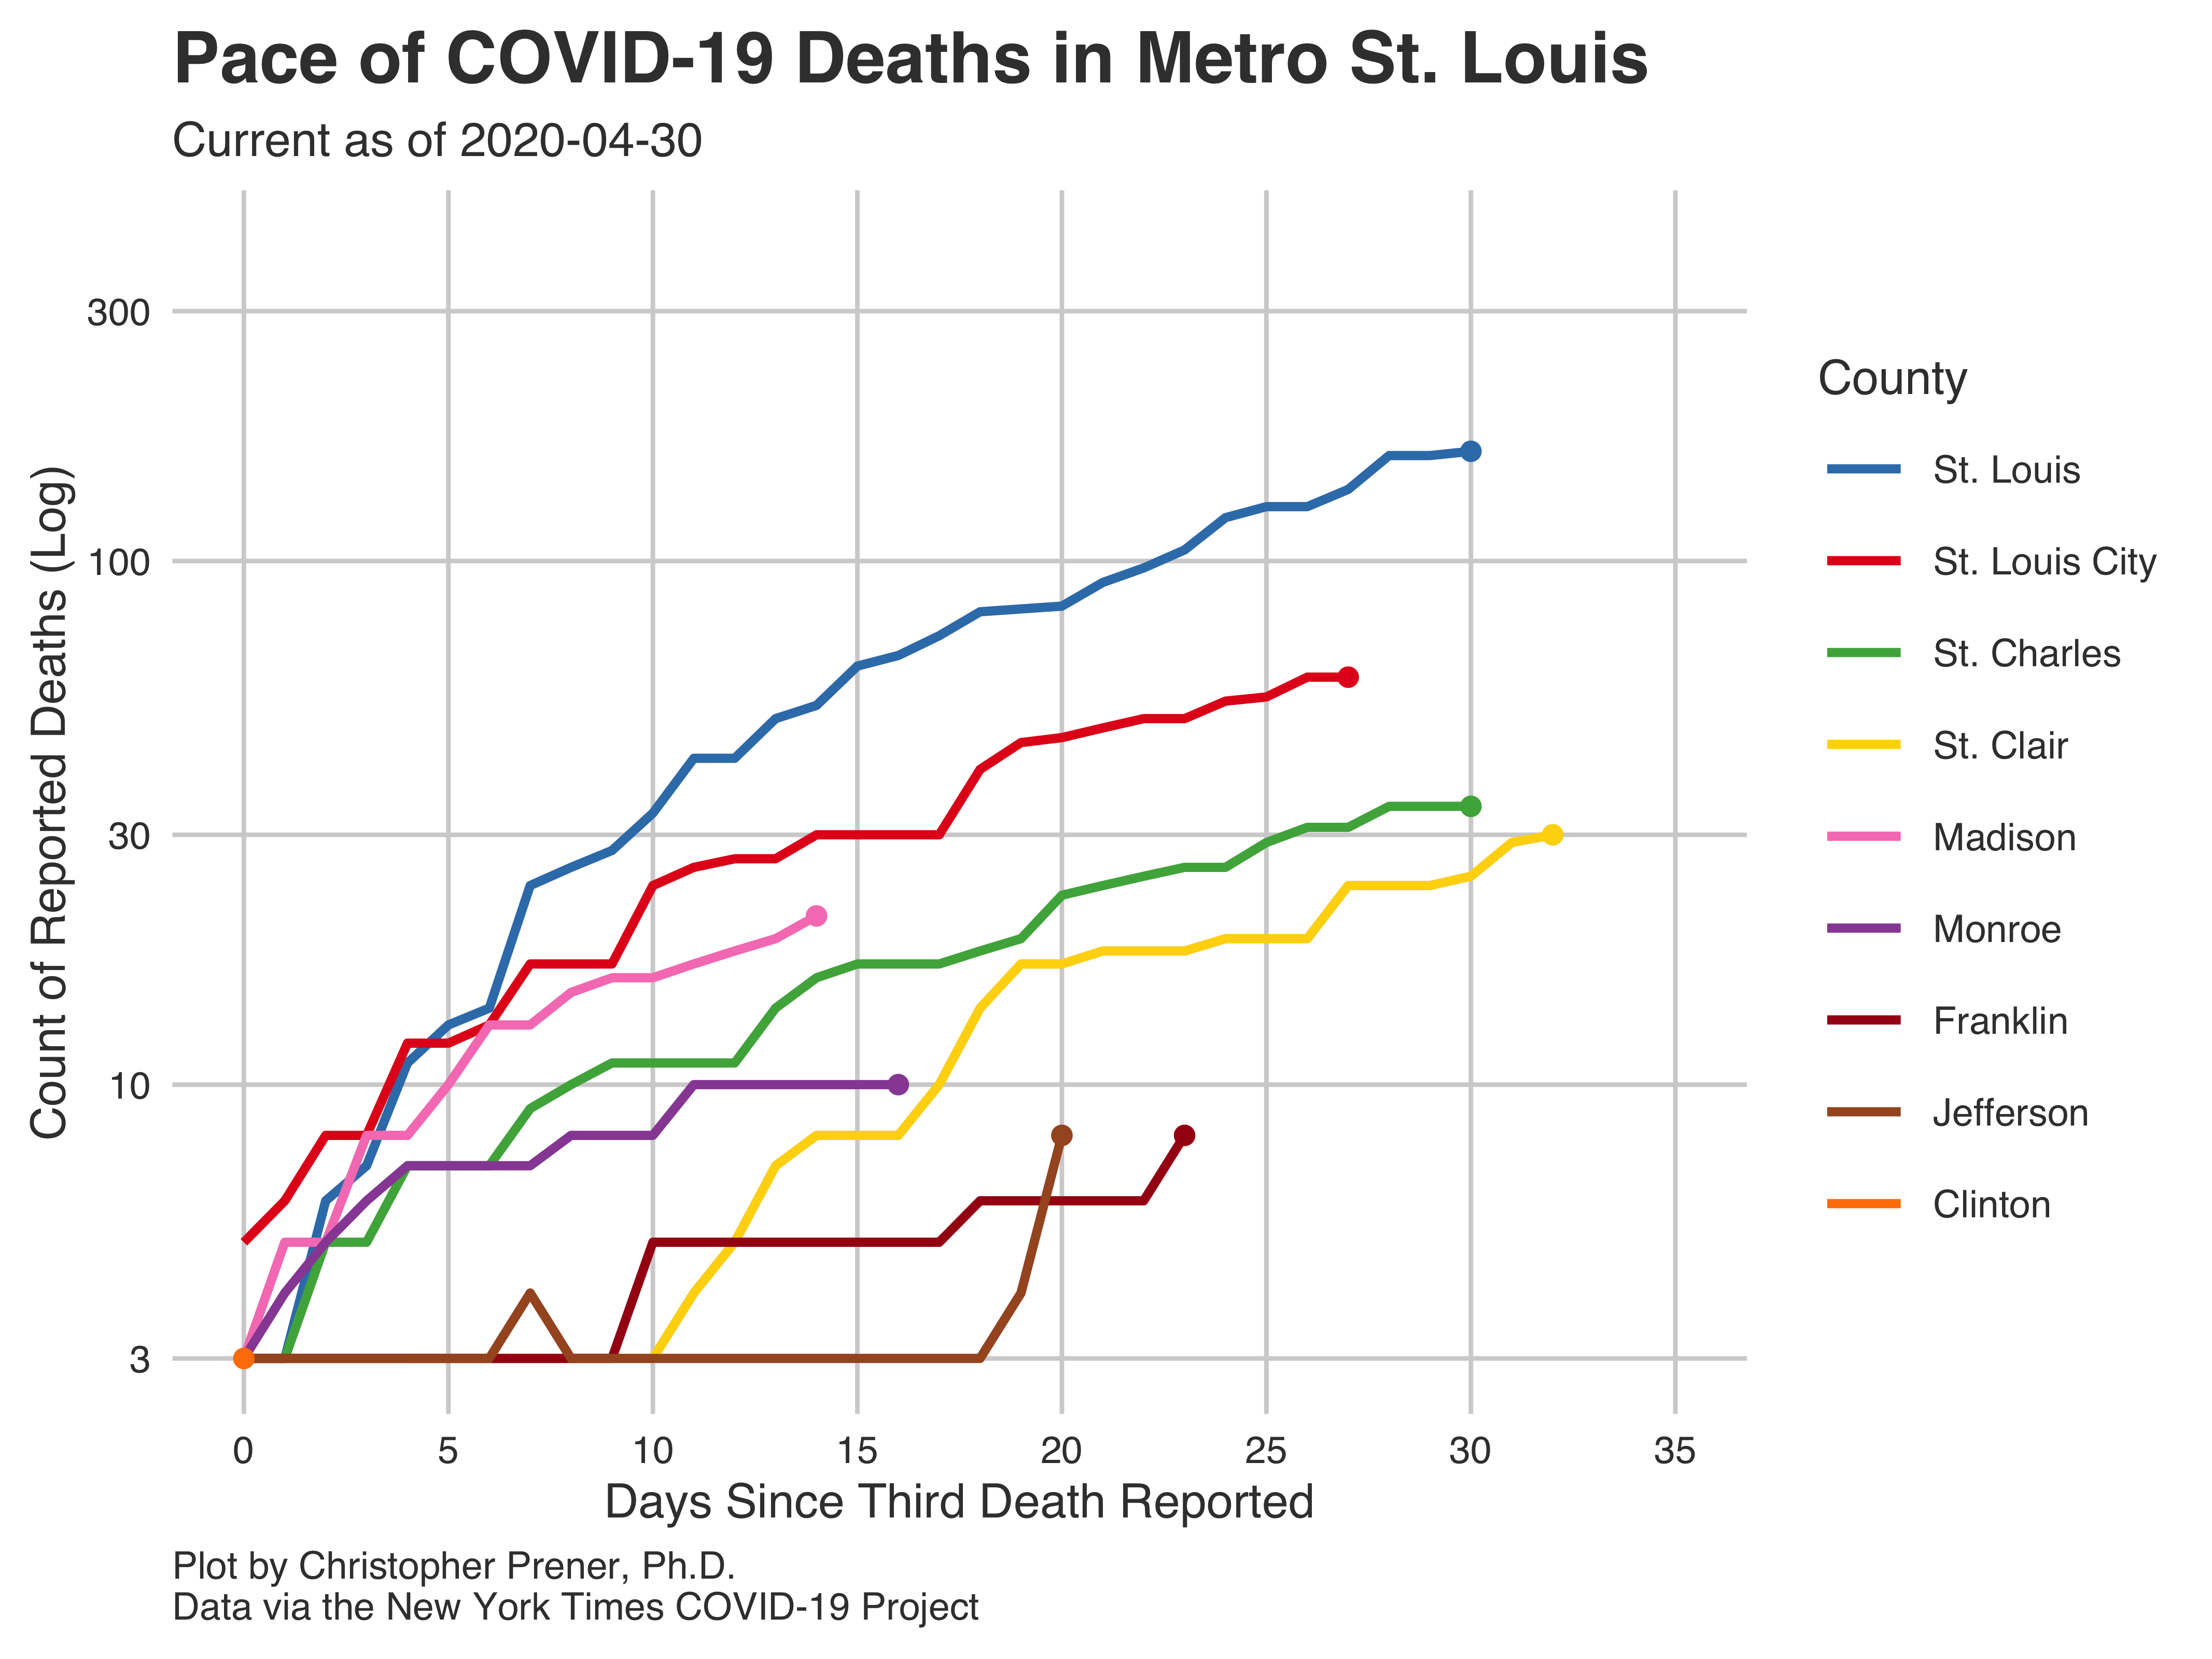 Pace of COVID-19 Deaths in Metro St. Louis
Current as of 2020-04-30
Count of Reported Deaths (Log)
300
100
30
10
3
0 5 10 15 20 25 30 35
Days Since Third Death Reported
County
St. Louis
St. Louis City
St. Charles
St. Clair
Madison
Monroe
Franklin
Jefferson
Clinton
Plot by Christopher Prener, Ph.D.
Data via the New York Times COVID-19 Project